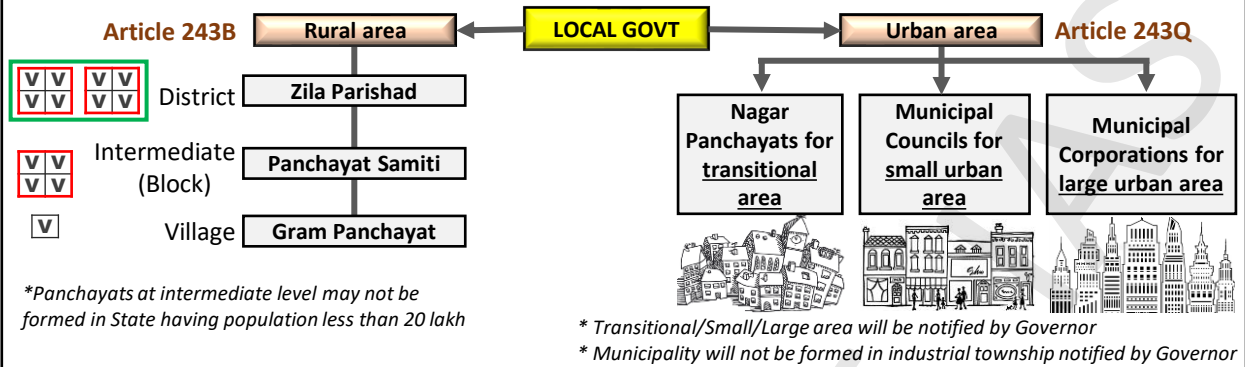 LOCAL GOVT
Article 243B
Rural area
Urban area
Article 243Q
V V V V
V V V V
District
Zila Parishad
V V
V V
Intermediate
(Block)
Panchayat Samiti
V
Village
Gram Panchayat
*Panchayats at intermediate level may not be
formed in State having population less than 20 lakh
Nagar
Panchayats for
transitional
area
Municipal
Councils for
small urban
area
Municipal
Corporations for
large urban area
* Transitional/Small/Large area will be notified by Governor
* Municipality will not be formed in industrial township notified by Governor